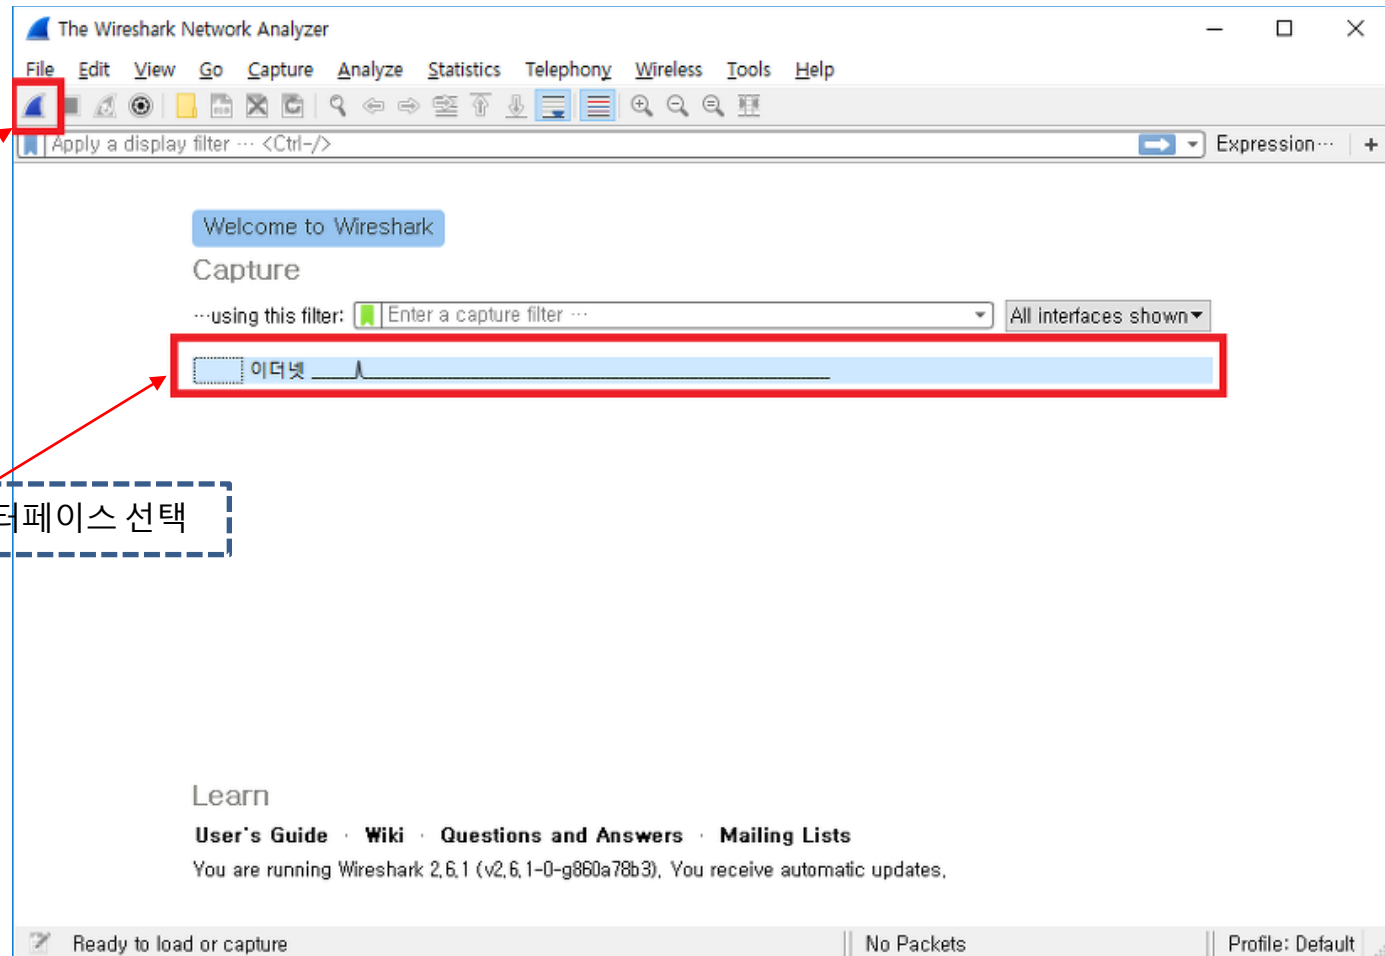 The Wireshark Network Analyzer
File Edit View Go Capture Analyze Statistics Telephony Wireless Tools Help
Apply a display filter ··· <Ctrl-/>
Expression··· +
Welcome to Wireshark
Capture
···using this filter: Enter a capture filter ···
All interfaces shown
이더넷
터페이스 선택
Learn
User's Guide · Wiki · Questions and Answers · Mailing Lists
You are running Wireshark 2,6,1 (v2,6,1-0-g860a78b3), You receive automatic updates,
Ready to load or capture
No Packets
Profile: Default